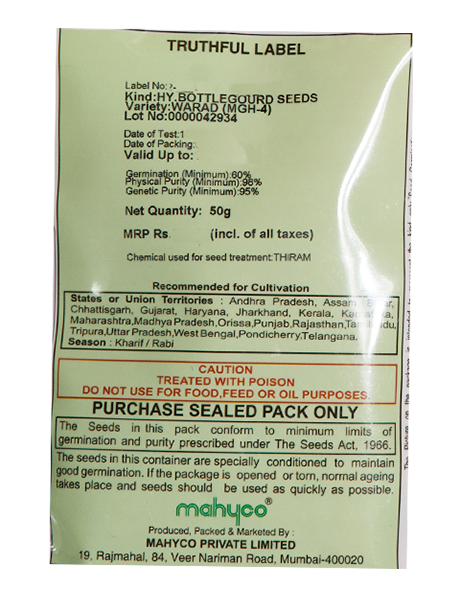 TRUTHFUL LABEL
Label No:
Kind:HY.BOTTLEGOURD SEEDS
Variety:WARAD (MGH-4)
Lot No:0000042934
Date of Test:1
Date of Packing:
Valid Up to:
Germination (Minimum):60%
Physical Purity (Minimum):98%
Genetic Purity (Minimum):95%
Net Quantity: 50g
MRP Rs (incl. of all taxes)
Chemical used for seed treatment:THIRAM
Recommended for Cultivation
States or Union Territories : Andhra Pradesh, Assam,
Chhattisgarh, Gujarat, Haryana, Jharkhand, Kerala,
Maharashtra,Madhya Pradesh,Orissa,Punjab,Rajasthan,
Tripura,Uttar Pradesh,West Bengal,Pondicherry,Telangana.
Season : Kharif / Rabi
CAUTION
TREATED WITH POISON
DO NOT USE FOR FOOD,FEED OR OIL PURPOSES.
PURCHASE SEALED PACK ONLY
The Seeds in this pack conform to minimum limits of
germination and purity prescribed under The Seeds Act, 1966.
The seeds in this container are specially conditioned to maintain
good germination. If the package is opened or torn, normal ageing
takes place and seeds should be used as quickly as possible.
mahyco®
Produced, Packed & Marketed By :
MAHYCO PRIVATE LIMITED
19, Rajmahal, 84, Veer Nariman Road, Mumbai-400020